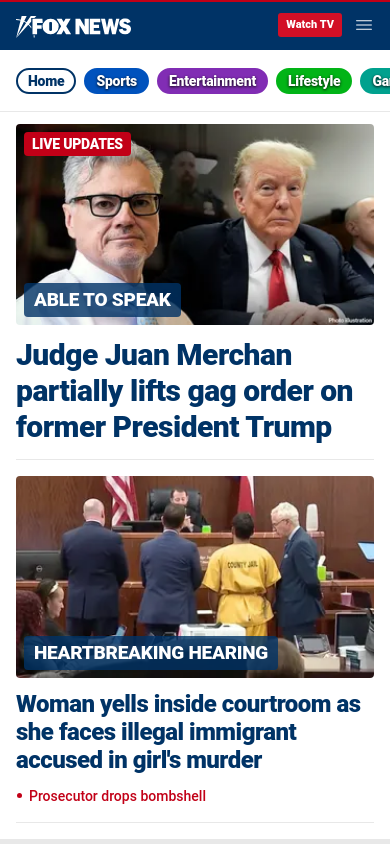 FOX NEWS
Watch TV
Home
Sports
Entertainment
Lifestyle
Ga
LIVE UPDATES
ABLE TO SPEAK
Photo Illustration
Judge Juan Merchan
partially lifts gag order on
former President Trump
COUNTY JAIL
HEARTBREAKING HEARING
Woman yells inside courtroom as
she faces illegal immigrant
accused in girl's murder
• Prosecutor drops bombshell